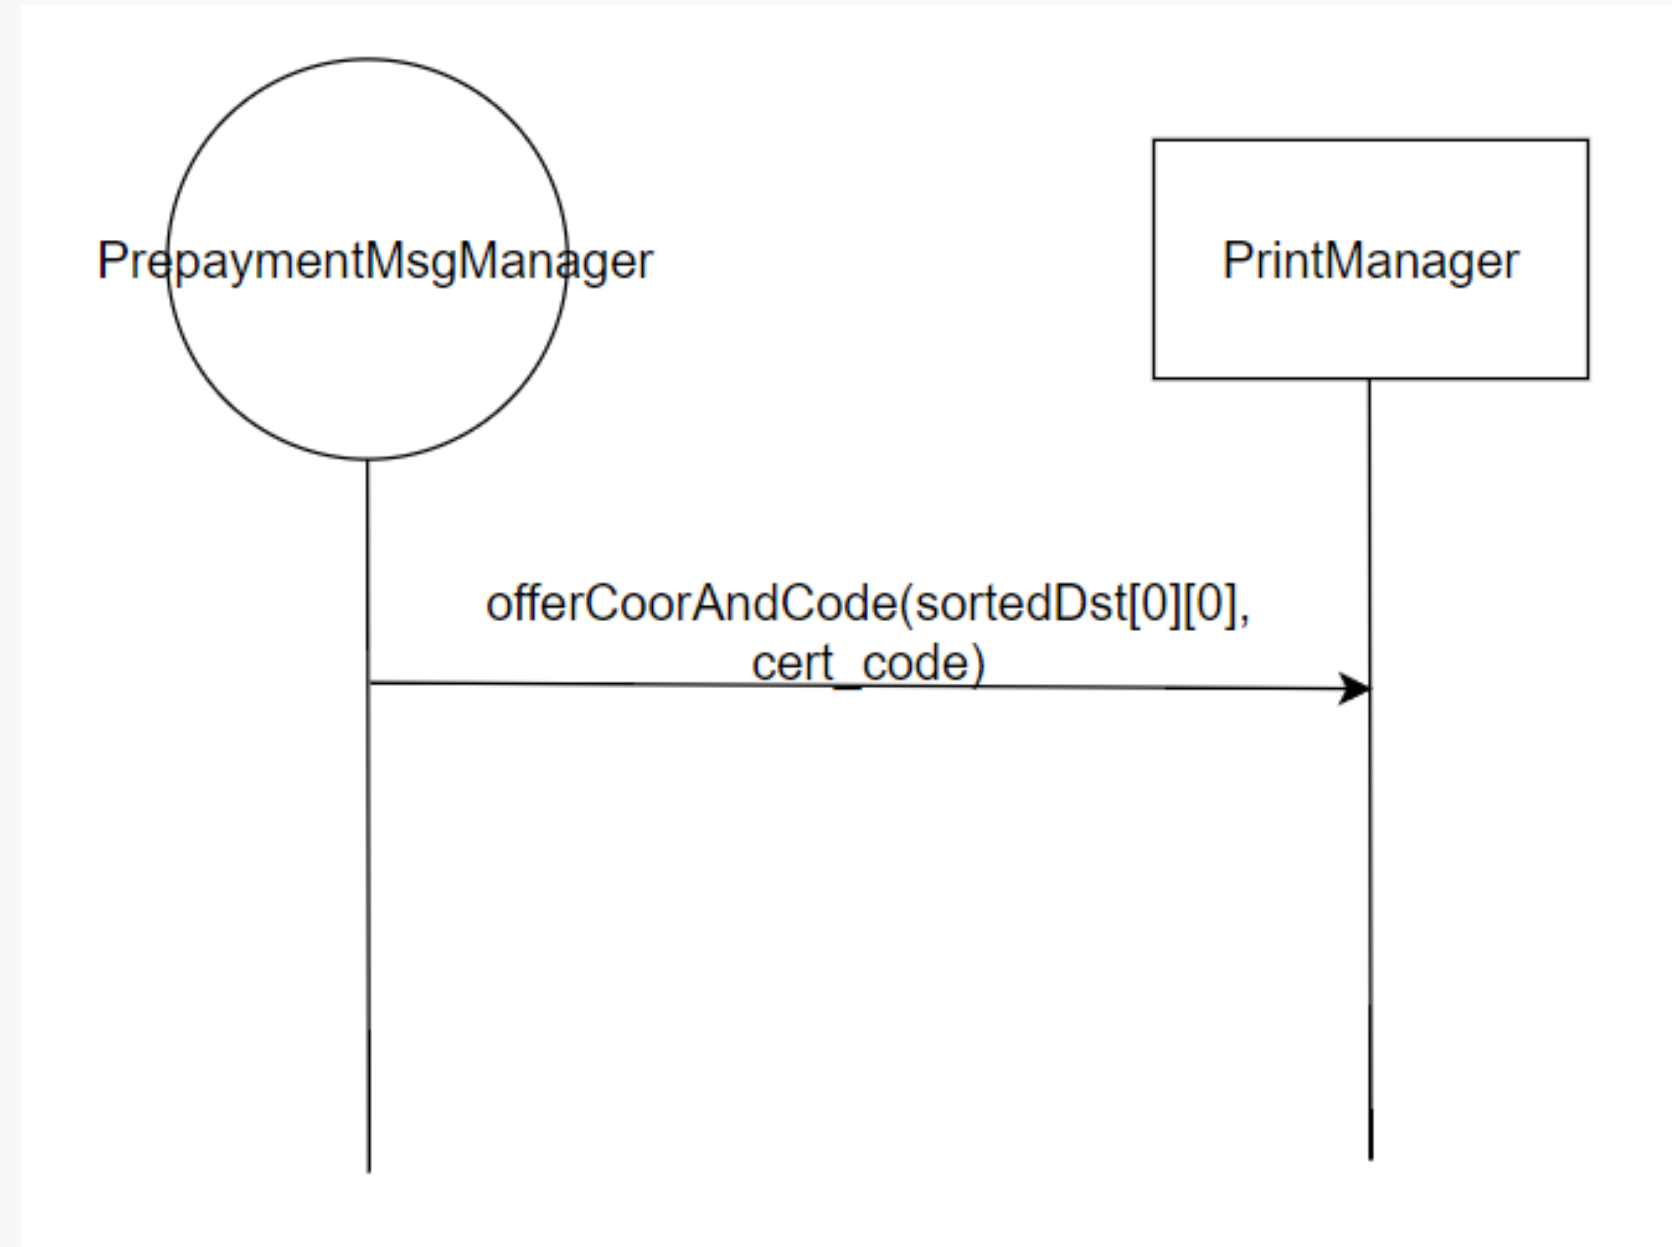 PrepaymentMsgManager
PrintManager
offerCoorAndCode(sortedDst[0][0],
cert_code)